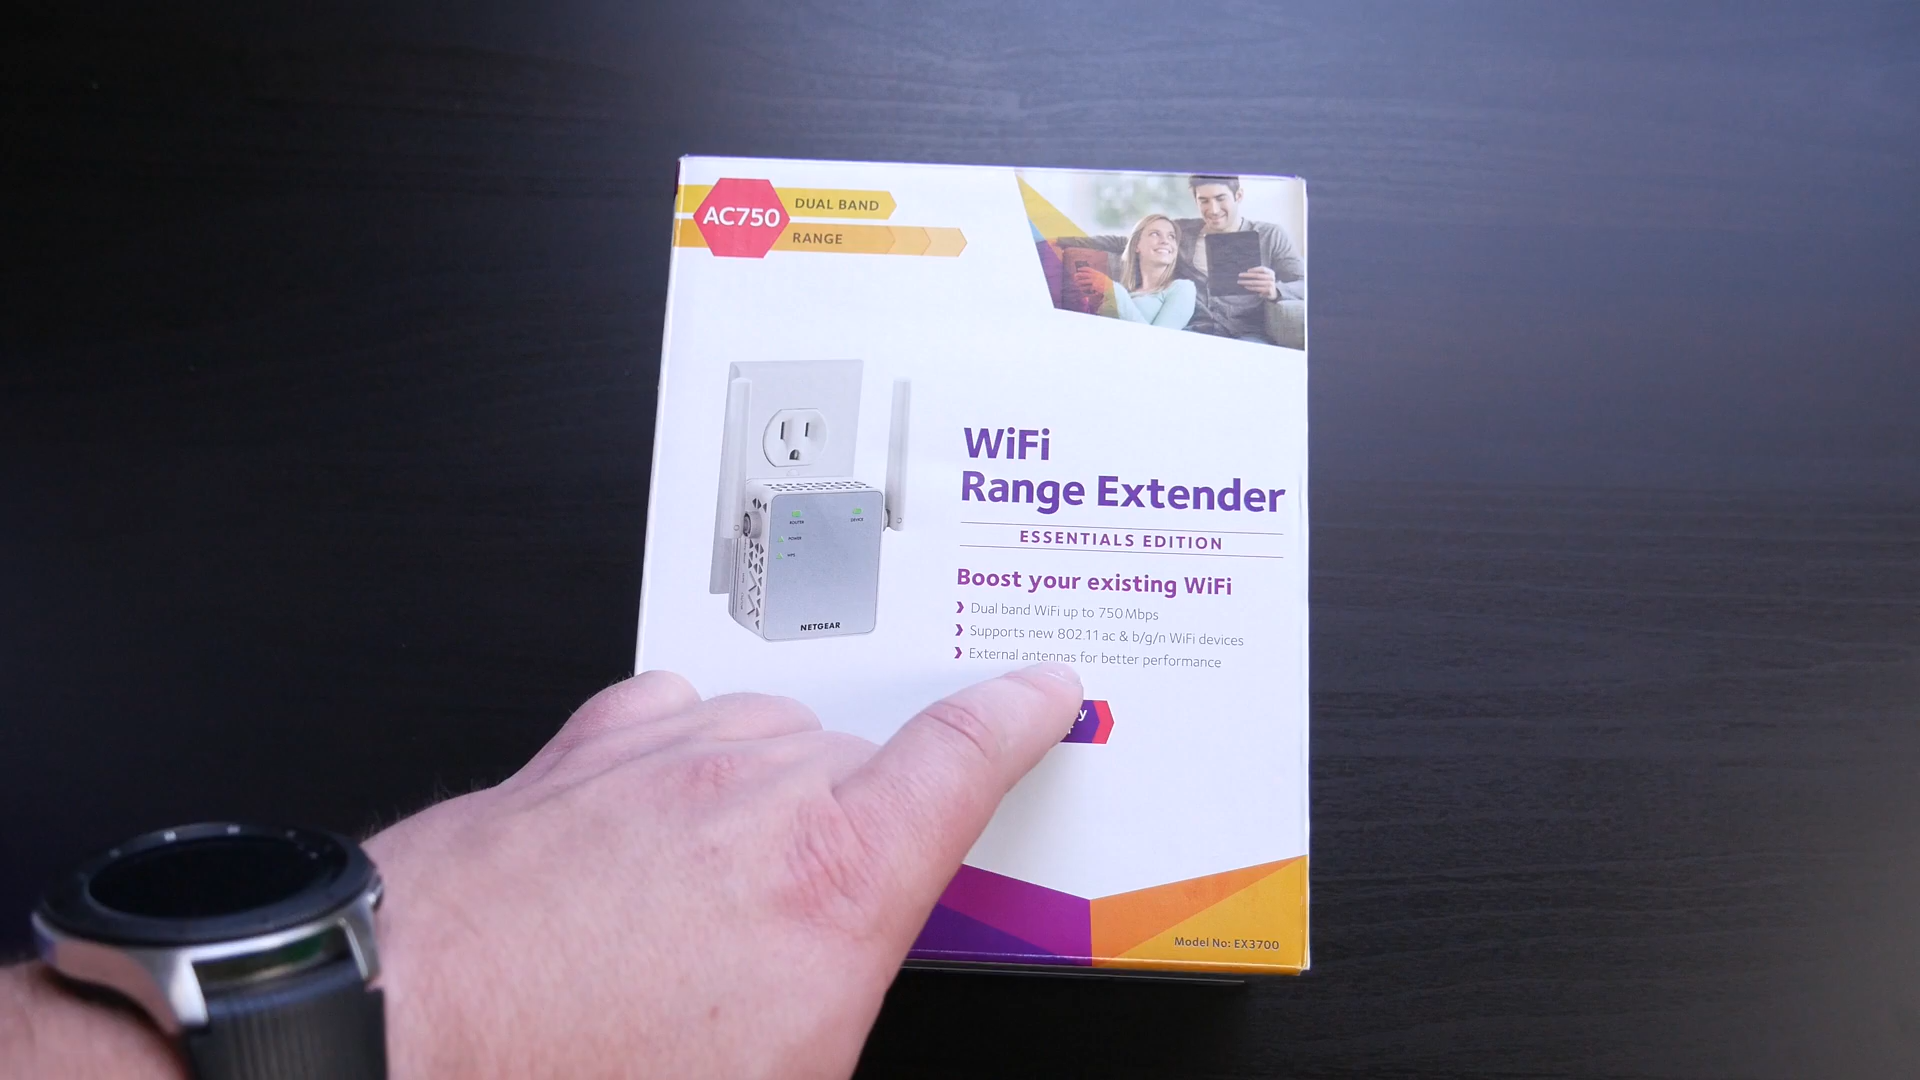 AC750
DUAL BAND
RANGE
WiFi
Range Extender
ESSENTIALS EDITION
Boost your existing WiFi
Dual band WiFi up to 750 Mbps
Supports new 802.11 ac & b/g/n WiFi devices
External antennas for better performance
ROUTER
DEVICE
POWER
WPS
NETGEAR
Model No: EX3700